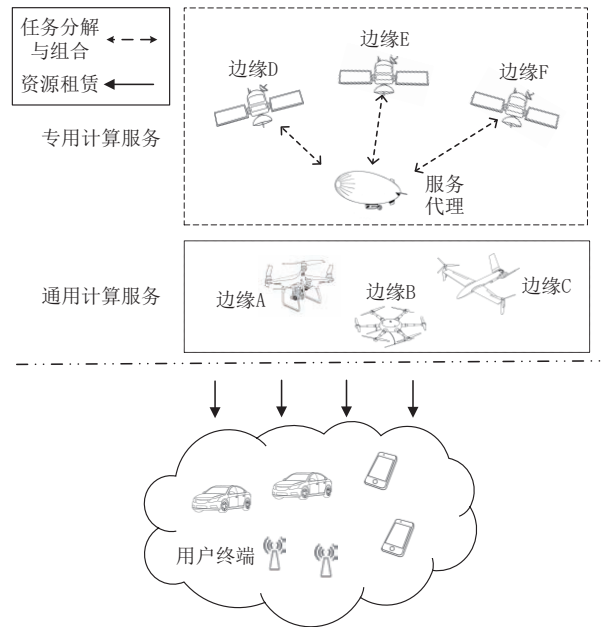 任务分解
与组合
资源租赁
专用计算服务
边缘D
边缘E
边缘F
服务
代理
通用计算服务
边缘A
边缘B
边缘C
用户终端